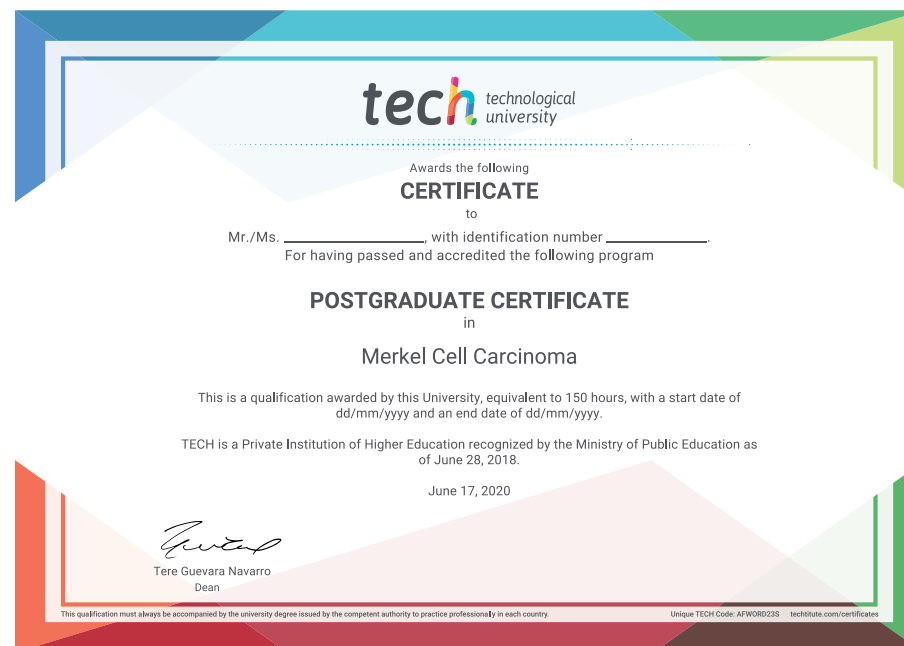 tech technological
university
Awards the following
CERTIFICATE
to
Mr./Ms. ____________________, with identification number ______________.
For having passed and accredited the following program
POSTGRADUATE CERTIFICATE
in
Merkel Cell Carcinoma
This is a qualification awarded by this University, equivalent to 150 hours, with a start date of
dd/mm/yyyy and an end date of dd/mm/yyyy.
TECH is a Private Institution of Higher Education recognized by the Ministry of Public Education as
of June 28, 2018.
June 17, 2020
Tere Guevara Navarro
Dean
This qualification must always be accompanied by the university degree issued by the competent authority to practice professionally in each country.
Unique TECH Code: AFWORD23S techtitute.com/certificates